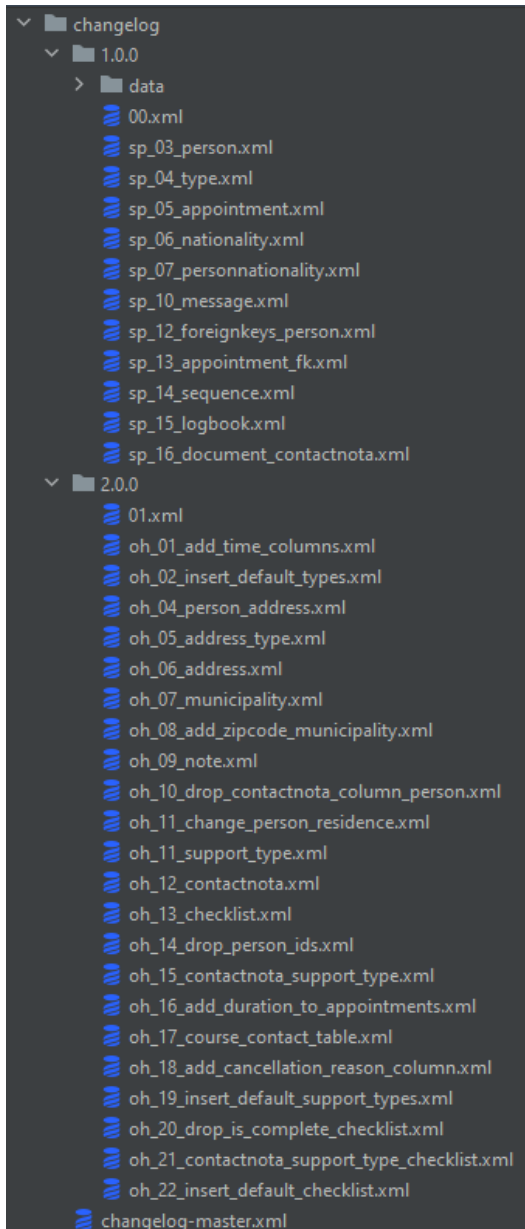 changelog
1.0.0
data
00.xml
sp_03_person.xml
sp_04_type.xml
sp_05_appointment.xml
sp_06_nationality.xml
sp_07_personnationality.xml
sp_10_message.xml
sp_12_foreignkeys_person.xml
sp_13_appointment_fk.xml
sp_14_sequence.xml
sp_15_logbook.xml
sp_16_document_contactnota.xml
2.0.0
01.xml
oh_01_add_time_columns.xml
oh_02_insert_default_types.xml
oh_04_person_address.xml
oh_05_address_type.xml
oh_06_address.xml
oh_07_municipality.xml
oh_08_add_zipcode_municipality.xml
oh_09_note.xml
oh_10_drop_contactnota_column_person.xml
oh_11_change_person_residence.xml
oh_11_support_type.xml
oh_12_contactnota.xml
oh_13_checklist.xml
oh_14_drop_person_ids.xml
oh_15_contactnota_support_type.xml
oh_16_add_duration_to_appointments.xml
oh_17_course_contact_table.xml
oh_18_add_cancellation_reason_column.xml
oh_19_insert_default_support_types.xml
oh_20_drop_is_complete_checklist.xml
oh_21_contactnota_support_type_checklist.xml
oh_22_insert_default_checklist.xml
changelog-master.xml